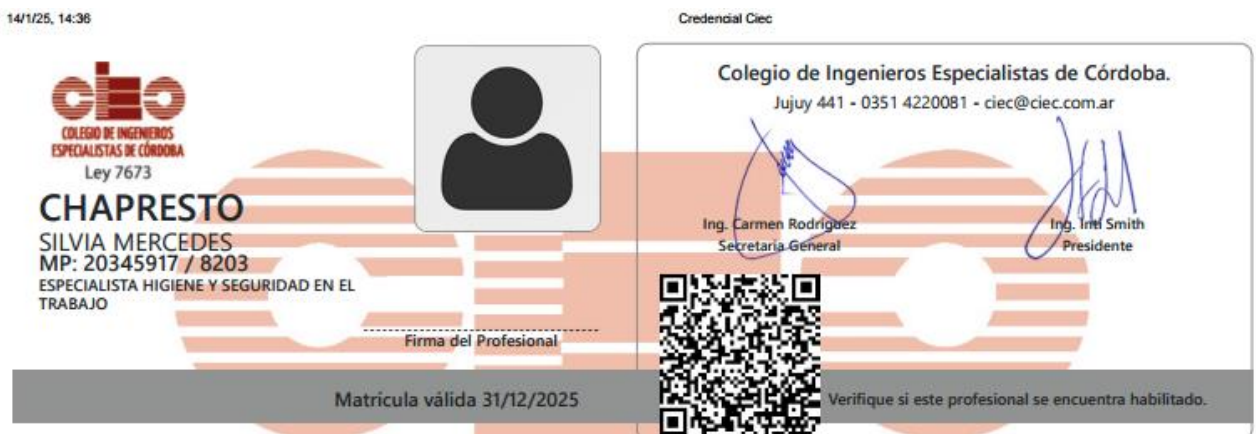 14/1/25, 14:36
Credencial Ciec
COLEGIO DE INGENIEROS
ESPECIALISTAS DE CÓRDOBA
Ley 7673
CHAPRESTO
SILVIA MERCEDES
MP: 20345917 / 8203
ESPECIALISTA HIGIENE Y SEGURIDAD EN EL
TRABAJO
Firma del Profesional
Matrícula válida 31/12/2025
Colegio de Ingenieros Especialistas de Córdoba.
Jujuy 441 - 0351 4220081 - ciec@ciec.com.ar
Ing. Carmen Rodríguez
Secretaria General
Ing. Inti Smith
Presidente
Verifique si este profesional se encuentra habilitado.